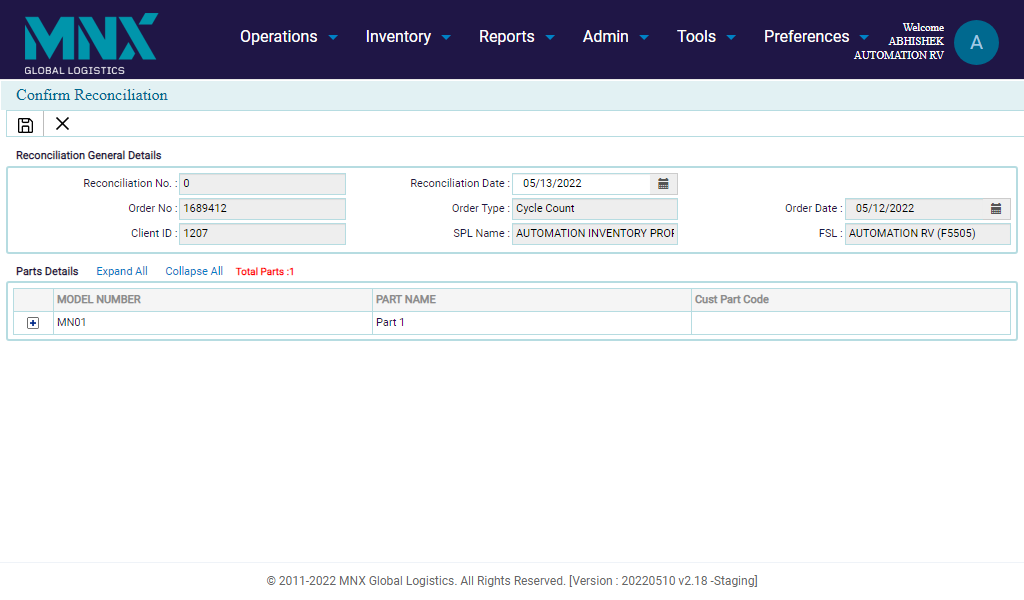 MNX
GLOBAL LOGISTICS
Operations Inventory Reports Admin Tools Preferences
Welcome
ABHISHEK
AUTOMATION RV
A
Confirm Reconciliation
Reconciliation General Details
Reconciliation No. : 0 Reconciliation Date : 05/13/2022
Order No : 1689412 Order Type : Cycle Count Order Date : 05/12/2022
Client ID : 1207 SPL Name : AUTOMATION INVENTORY PROF FSL : AUTOMATION RV (F5505)
Parts Details Expand All Collapse All Total Parts :1
MODEL NUMBER PART NAME Cust Part Code
MN01 Part 1
© 2011-2022 MNX Global Logistics. All Rights Reserved. [Version : 20220510 v2.18 -Staging]